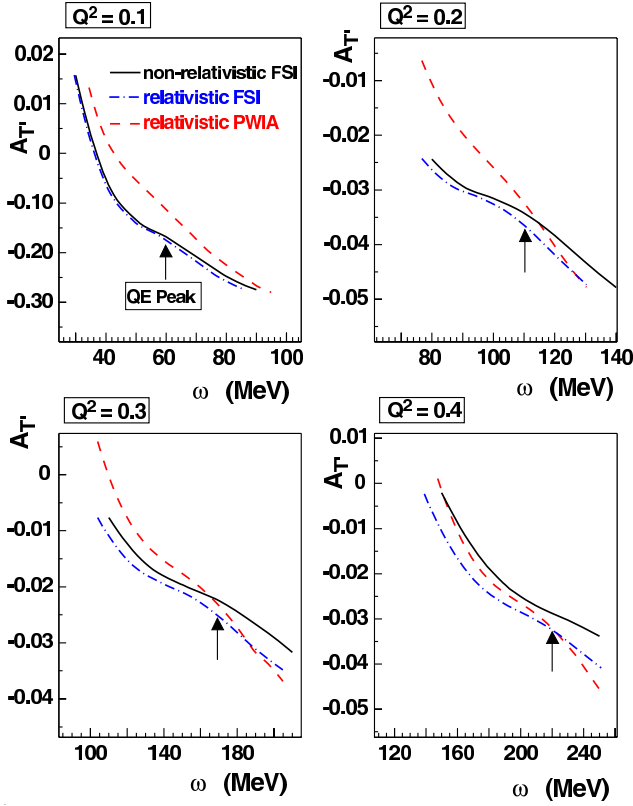 Q² = 0.1
A_T'
0.02
0.01
0
-0.10
-0.20
-0.30
non-relativistic FSI
relativistic FSI
relativistic PWIA
QE Peak
40 60 80 100
ω (MeV)
Q² = 0.2
A_T'
-0.01
-0.02
-0.03
-0.04
-0.05
80 100 120 140
ω (MeV)
Q² = 0.3
A_T'
0
-0.01
-0.02
-0.03
-0.04
100 140 180
ω (MeV)
Q² = 0.4
A_T'
0.01
0
-0.01
-0.02
-0.03
-0.04
-0.05
120 160 200 240
ω (MeV)